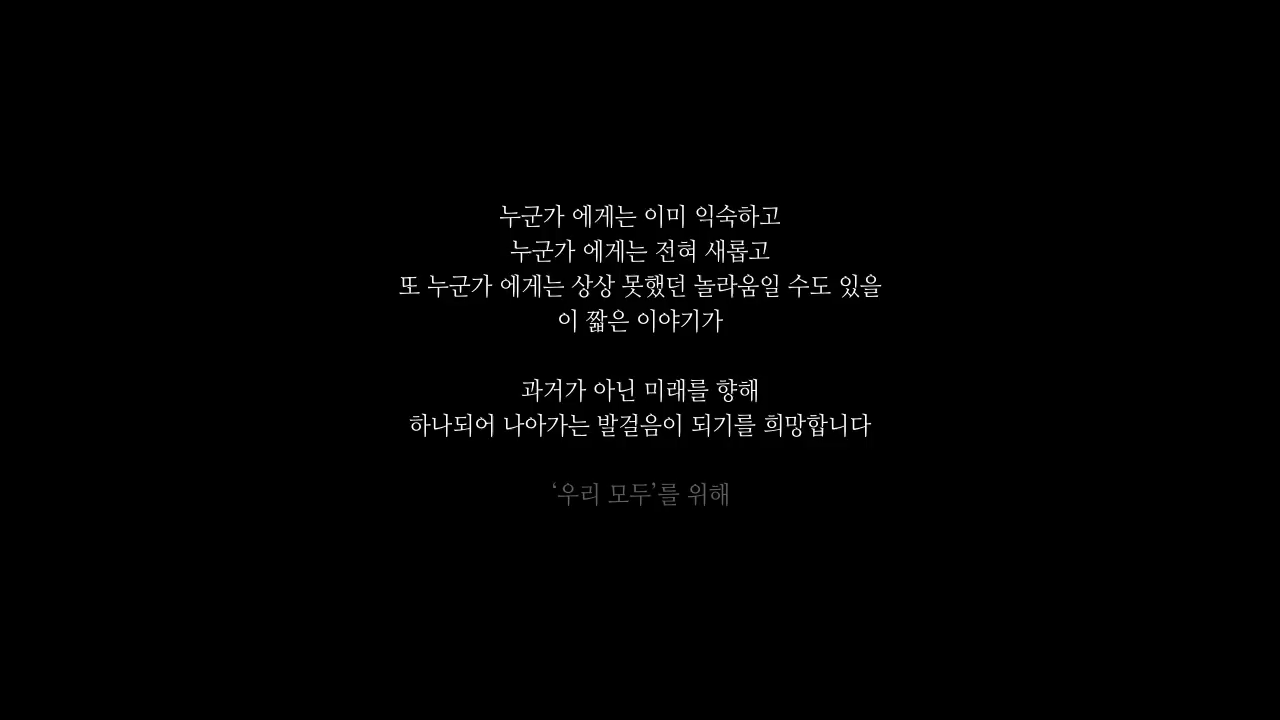 누군가 에게는 이미 익숙하고
누군가 에게는 전혀 새롭고
또 누군가 에게는 상상 못했던 놀라움일 수도 있을
이 짧은 이야기가
과거가 아닌 미래를 향해
하나되어 나아가는 발걸음이 되기를 희망합니다
‘우리 모두’를 위해